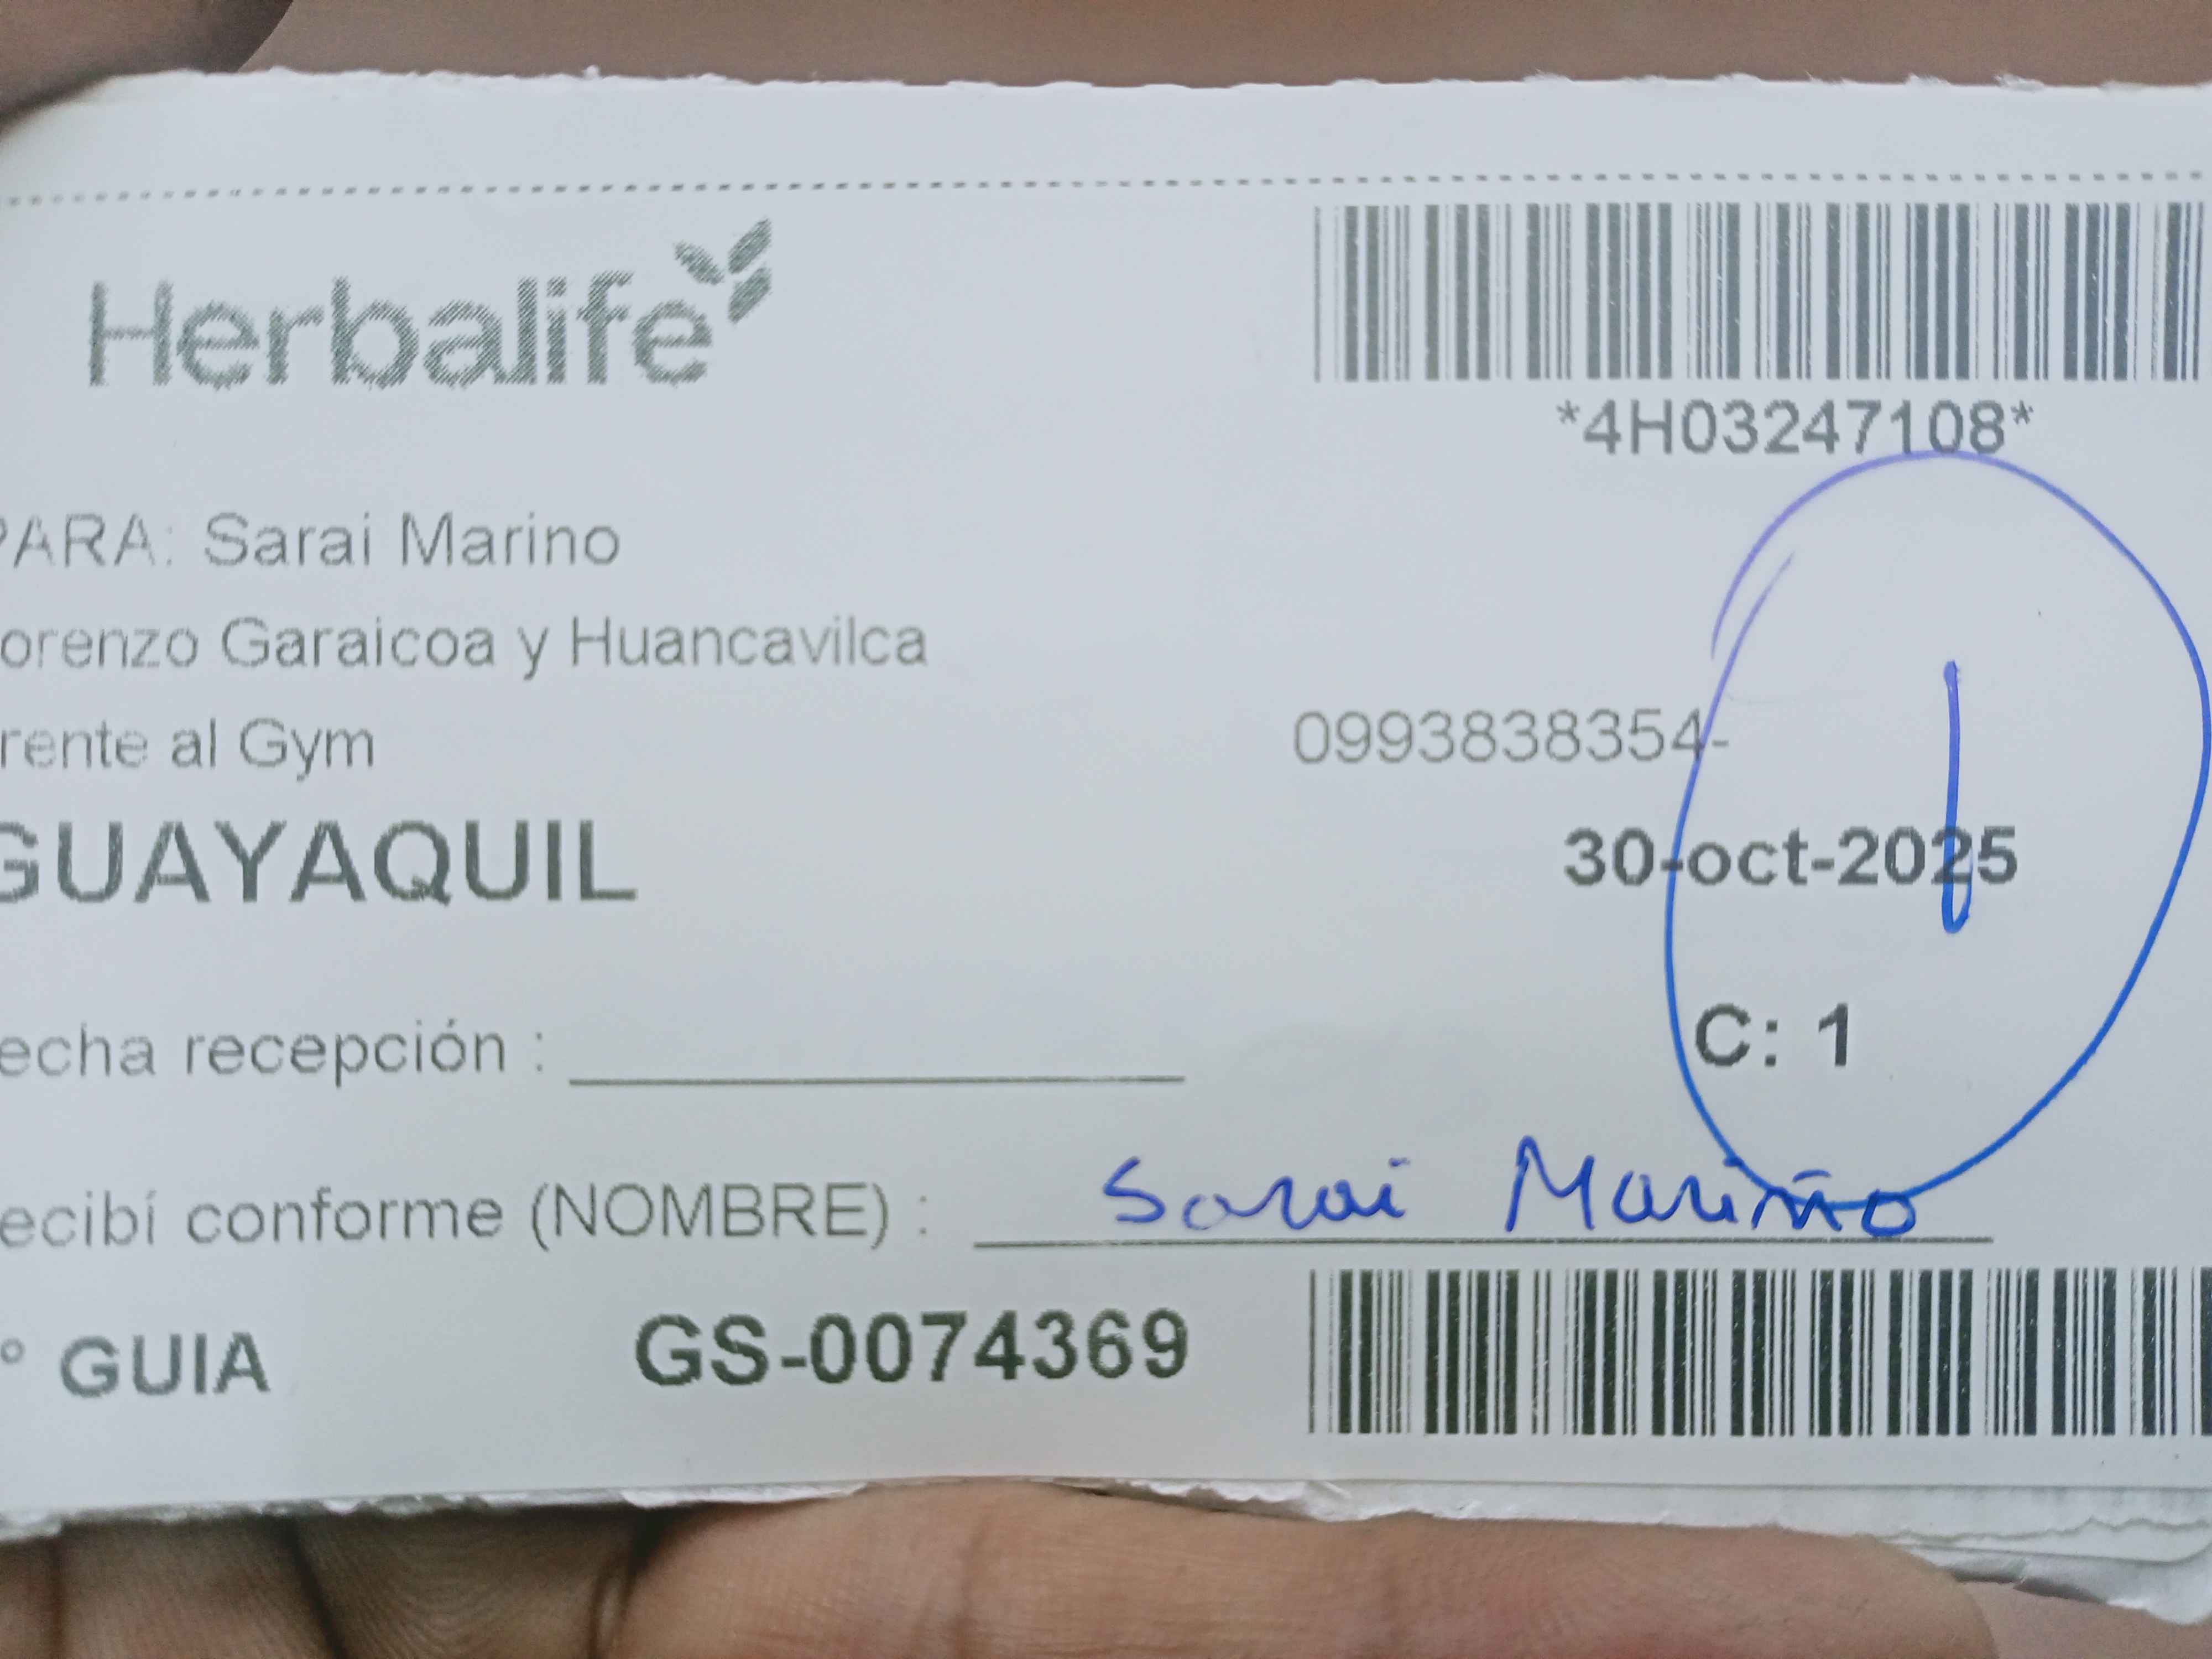 Herbalife
*4H03247108*
PARA: Sarai Marino
orenzo Garaicoa y Huancavilca
rente al Gym
0993838354-
GUAYAQUIL
30-oct-2025
1
C: 1
echa recepción :
ecibí conforme (NOMBRE) : Sarai Mariño
° GUIA GS-0074369